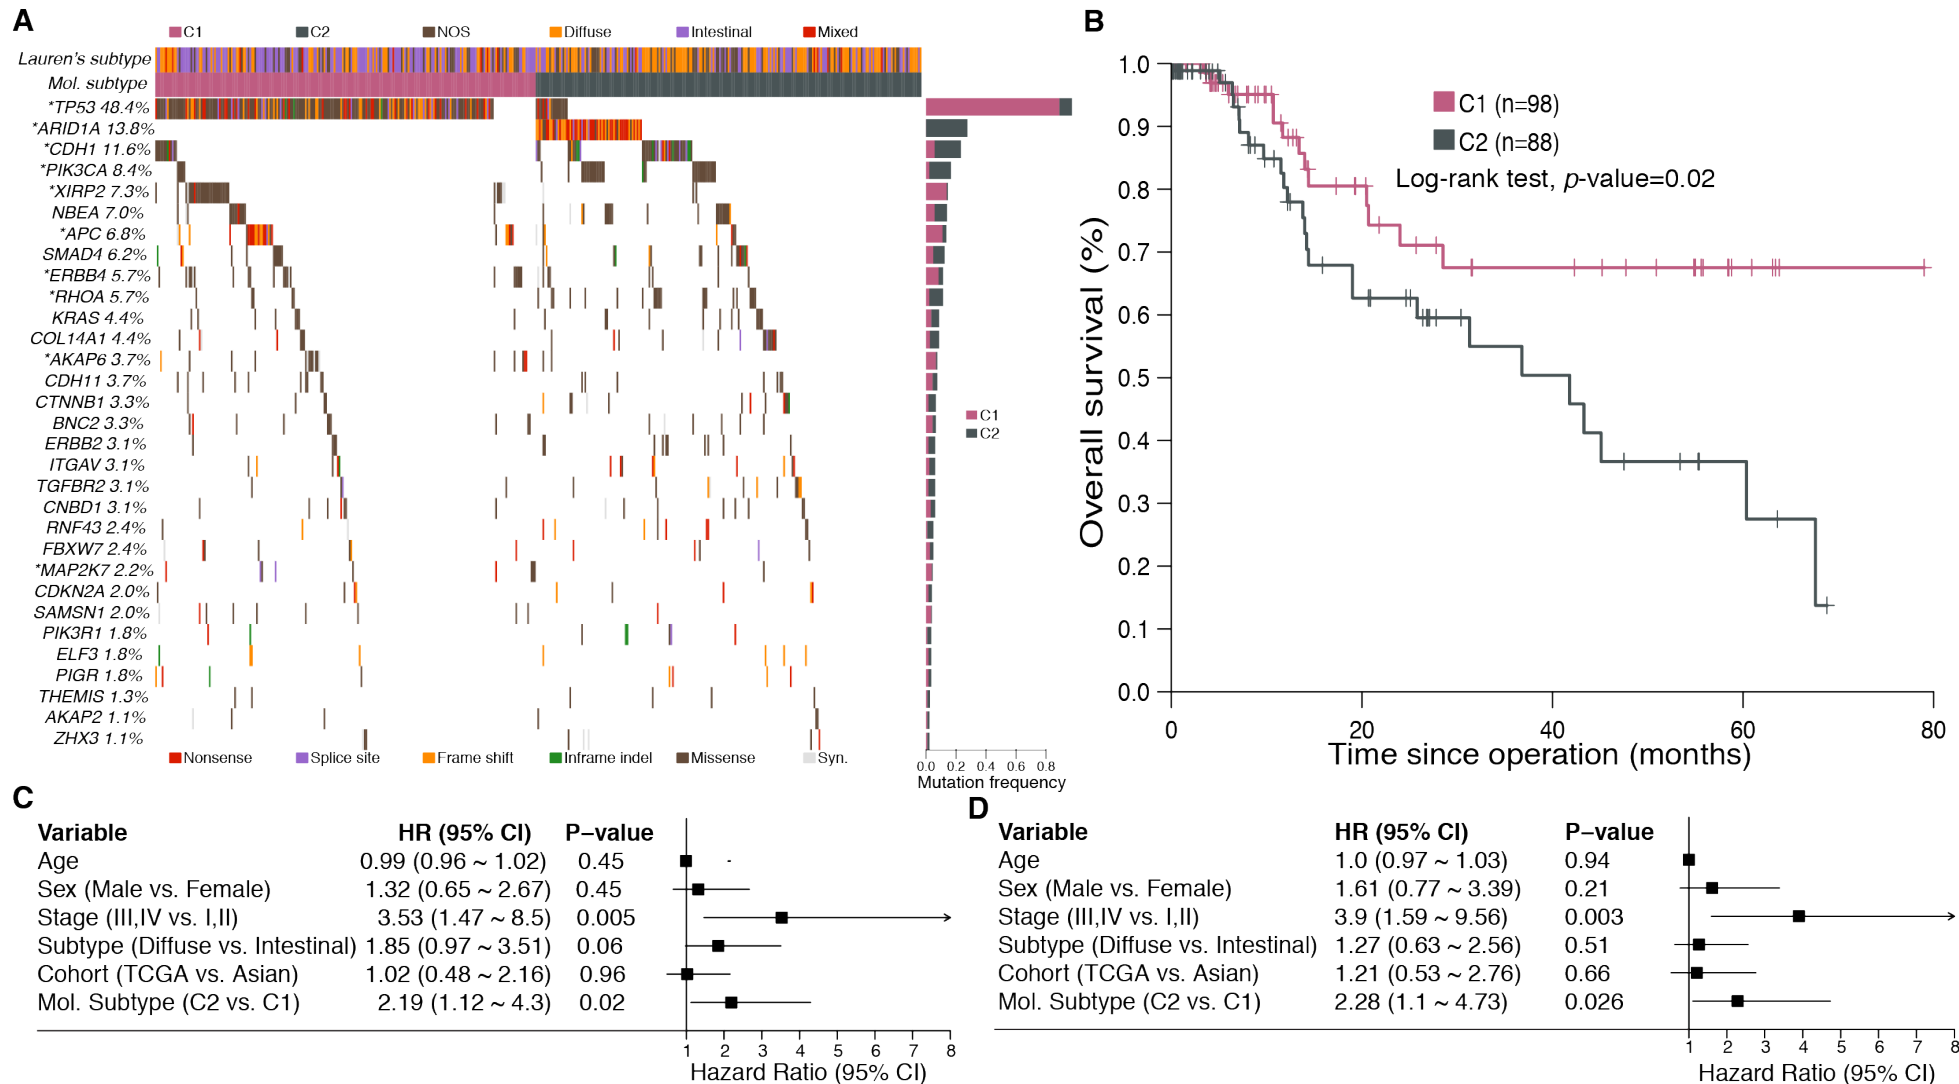 A
C1 C2 NOS Diffuse Intestinal Mixed
Lauren's subtype
Mol. subtype
*TP53 48.4%
*ARID1A 13.8%
*CDH1 11.6%
*PIK3CA 8.4%
*XIRP2 7.3%
NBEA 7.0%
*APC 6.8%
SMAD4 6.2%
*ERBB4 5.7%
*RHOA 5.7%
KRAS 4.4%
COL14A1 4.4%
*AKAP6 3.7%
CDH11 3.7%
CTNNB1 3.3%
BNC2 3.3%
ERBB2 3.1%
ITGAV 3.1%
TGFBR2 3.1%
CNBD1 3.1%
RNF43 2.4%
FBXW7 2.4%
*MAP2K7 2.2%
CDKN2A 2.0%
SAMSN1 2.0%
PIK3R1 1.8%
ELF3 1.8%
PIGR 1.8%
THEMIS 1.3%
AKAP2 1.1%
ZHX3 1.1%
Nonsense Splice site Frame shift Inframe indel Missense Syn.
C1
C2
0.0 0.2 0.4 0.6 0.8
Mutation frequency
B
1.0
0.9
0.8
0.7
0.6
0.5
0.4
0.3
0.2
0.1
0.0
Overall survival (%)
C1 (n=98)
C2 (n=88)
Log-rank test, p-value=0.02
0 20 40 60 80
Time since operation (months)
C
Variable HR (95% CI) P−value
Age 0.99 (0.96 ~ 1.02) 0.45
Sex (Male vs. Female) 1.32 (0.65 ~ 2.67) 0.45
Stage (III,IV vs. I,II) 3.53 (1.47 ~ 8.5) 0.005
Subtype (Diffuse vs. Intestinal) 1.85 (0.97 ~ 3.51) 0.06
Cohort (TCGA vs. Asian) 1.02 (0.48 ~ 2.16) 0.96
Mol. Subtype (C2 vs. C1) 2.19 (1.12 ~ 4.3) 0.02
1 2 3 4 5 6 7 8
Hazard Ratio (95% CI)
D
Variable HR (95% CI) P−value
Age 1.0 (0.97 ~ 1.03) 0.94
Sex (Male vs. Female) 1.61 (0.77 ~ 3.39) 0.21
Stage (III,IV vs. I,II) 3.9 (1.59 ~ 9.56) 0.003
Subtype (Diffuse vs. Intestinal) 1.27 (0.63 ~ 2.56) 0.51
Cohort (TCGA vs. Asian) 1.21 (0.53 ~ 2.76) 0.66
Mol. Subtype (C2 vs. C1) 2.28 (1.1 ~ 4.73) 0.026
1 2 3 4 5 6 7 8
Hazard Ratio (95% CI)